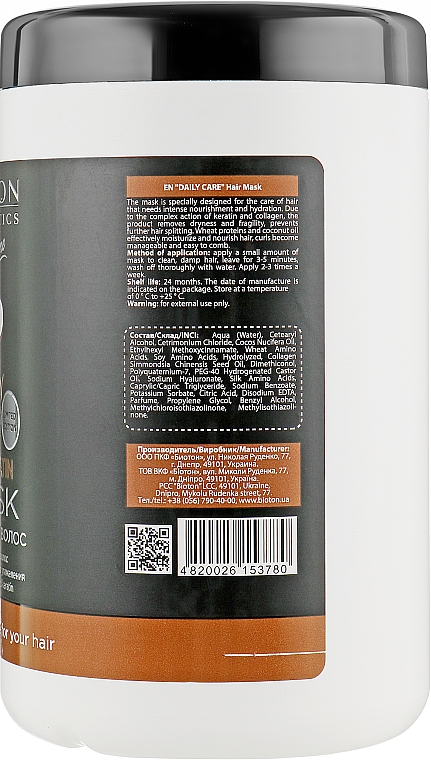 ON
TICS
EN "DAILY CARE" Hair Mask
The mask is specially designed for the care of hair
that needs intense nourishment and hydration. Due
to the complex action of keratin and collagen, the
product removes dryness and fragility, prevents
further hair splitting. Wheat proteins and coconut oil
effectively moisturize and nourish hair, curls become
manageable and easy to comb.
Method of application: apply a small amount of
mask to clean, damp hair, leave for 3-5 minutes,
wash off thoroughly with water. Apply 2-3 times a
week.
Shelf life: 24 months. The date of manufacture is
indicated on the package. Store at a temperature
of 0 °C to +25 °C.
Warning: for external use only.
Состав/Склад/INCI: Aqua (Water), Cetearyl
Alcohol, Cetrimonium Chloride, Cocos Nucifera Oil,
Ethylhexyl Methoxycinnamate, Wheat Amino
Acids, Soy Amino Acids, Hydrolyzed, Collagen
Simmondsia Chinensis Seed Oil, Dimethiconol,
Polyquaternium-7, PEG-40 Hydrogenated Castor
Oil, Sodium Hyaluronate, Silk Amino Acids,
Caprylic/Capric Triglyceride, Sodium Benzoate,
Potassium Sorbate, Citric Acid, Disodium EDTA,
Parfume, Propylene Glycol, Benzyl Alcohol,
Methylchloroisothiazolinone, Methylisothiazoli-
none.
Производитель/Виробник/Manufacturer:
ООО ПКФ «Биотон», ул. Николая Руденко, 77,
г. Днепр, 49101, Украина.
ТОВ ВКФ «Біотон», вул. Миколи Руденка, 77,
м. Дніпро, 49101, Україна.
PCC "Bioton" LCC, 49101, Ukraine,
Dnipro, Mykolu Rudenka street, 77.
Tel./Тел.: +38 (056) 790-40-00, www.bioton.ua
4820026 153780
TIN
SK
ВОЛОС
for your hair